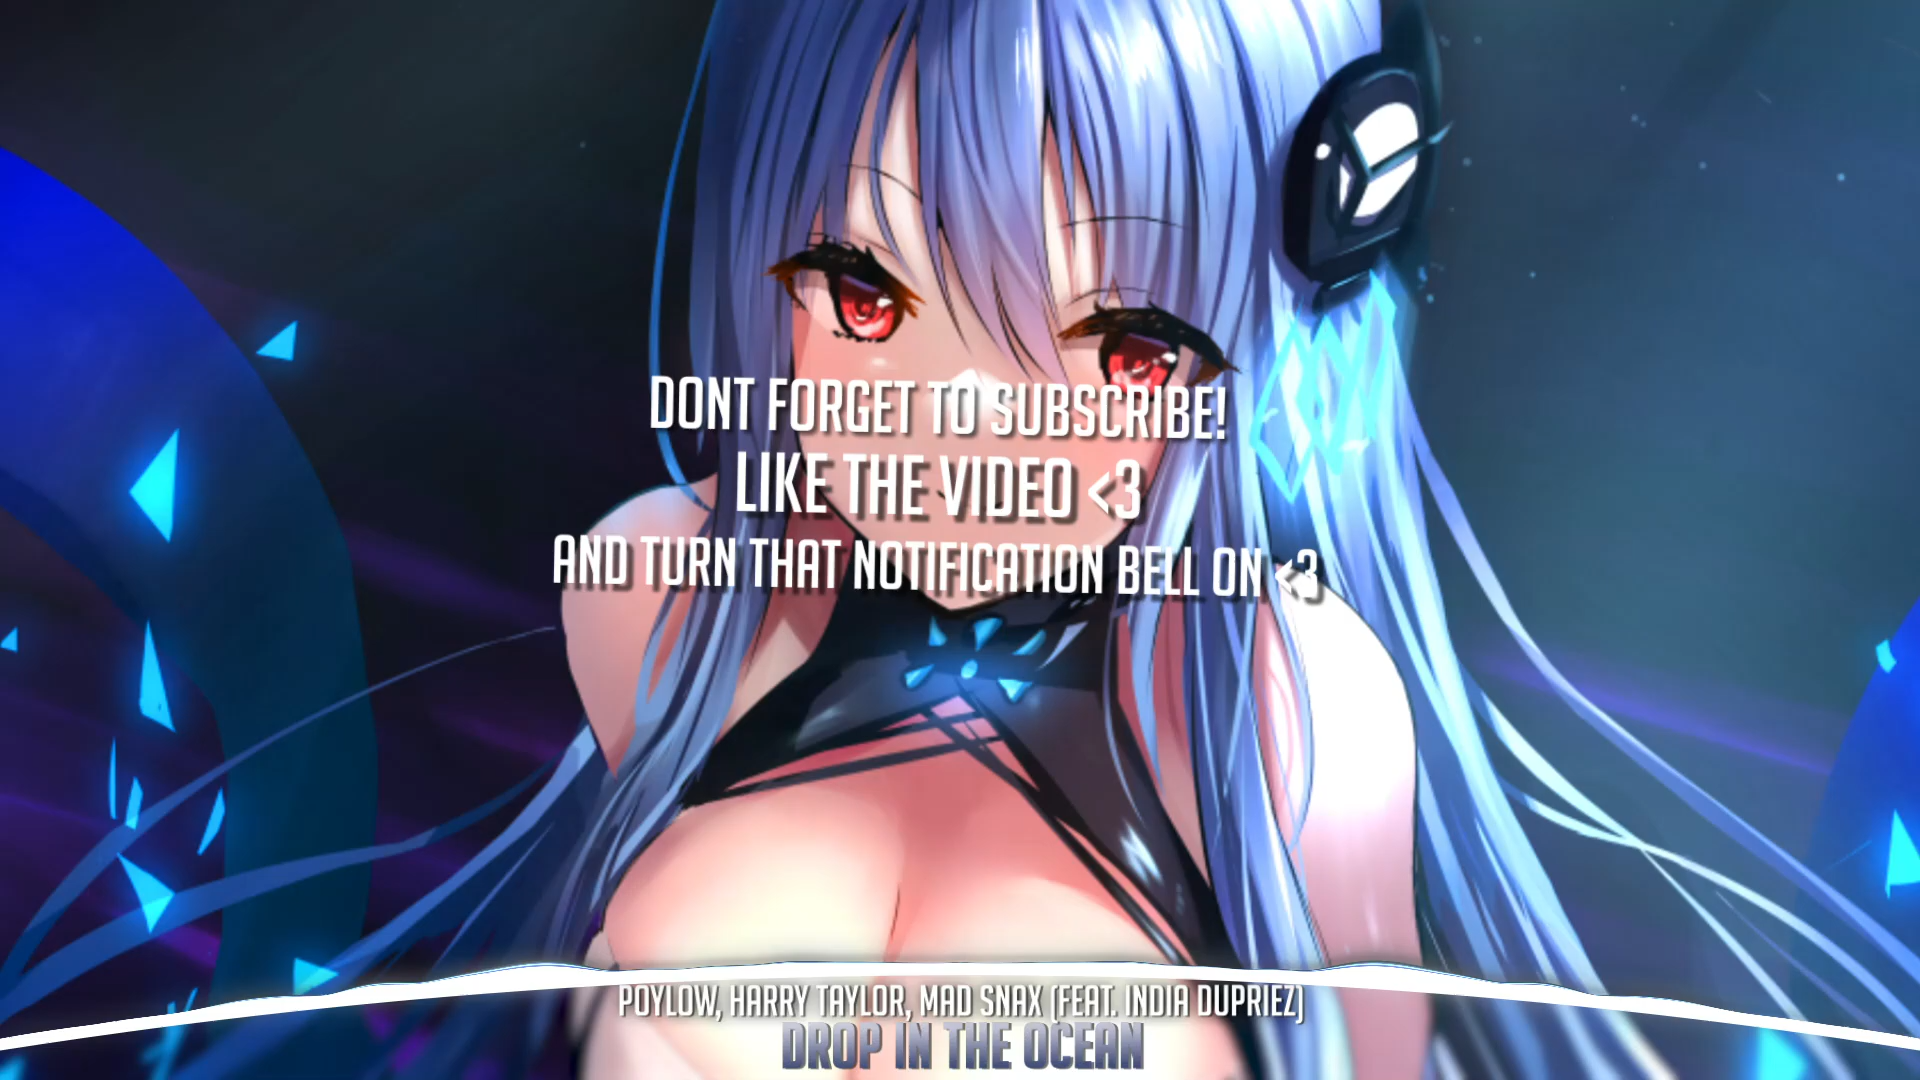 DONT FORGET TO SUBSCRIBE!
LIKE THE VIDEO <3
AND TURN THAT NOTIFICATION BELL ON <3
POYLOW, HARRY TAYLOR, MAD SNAX (FEAT. INDIA DUPRIEZ)
DROP IN THE OCEAN